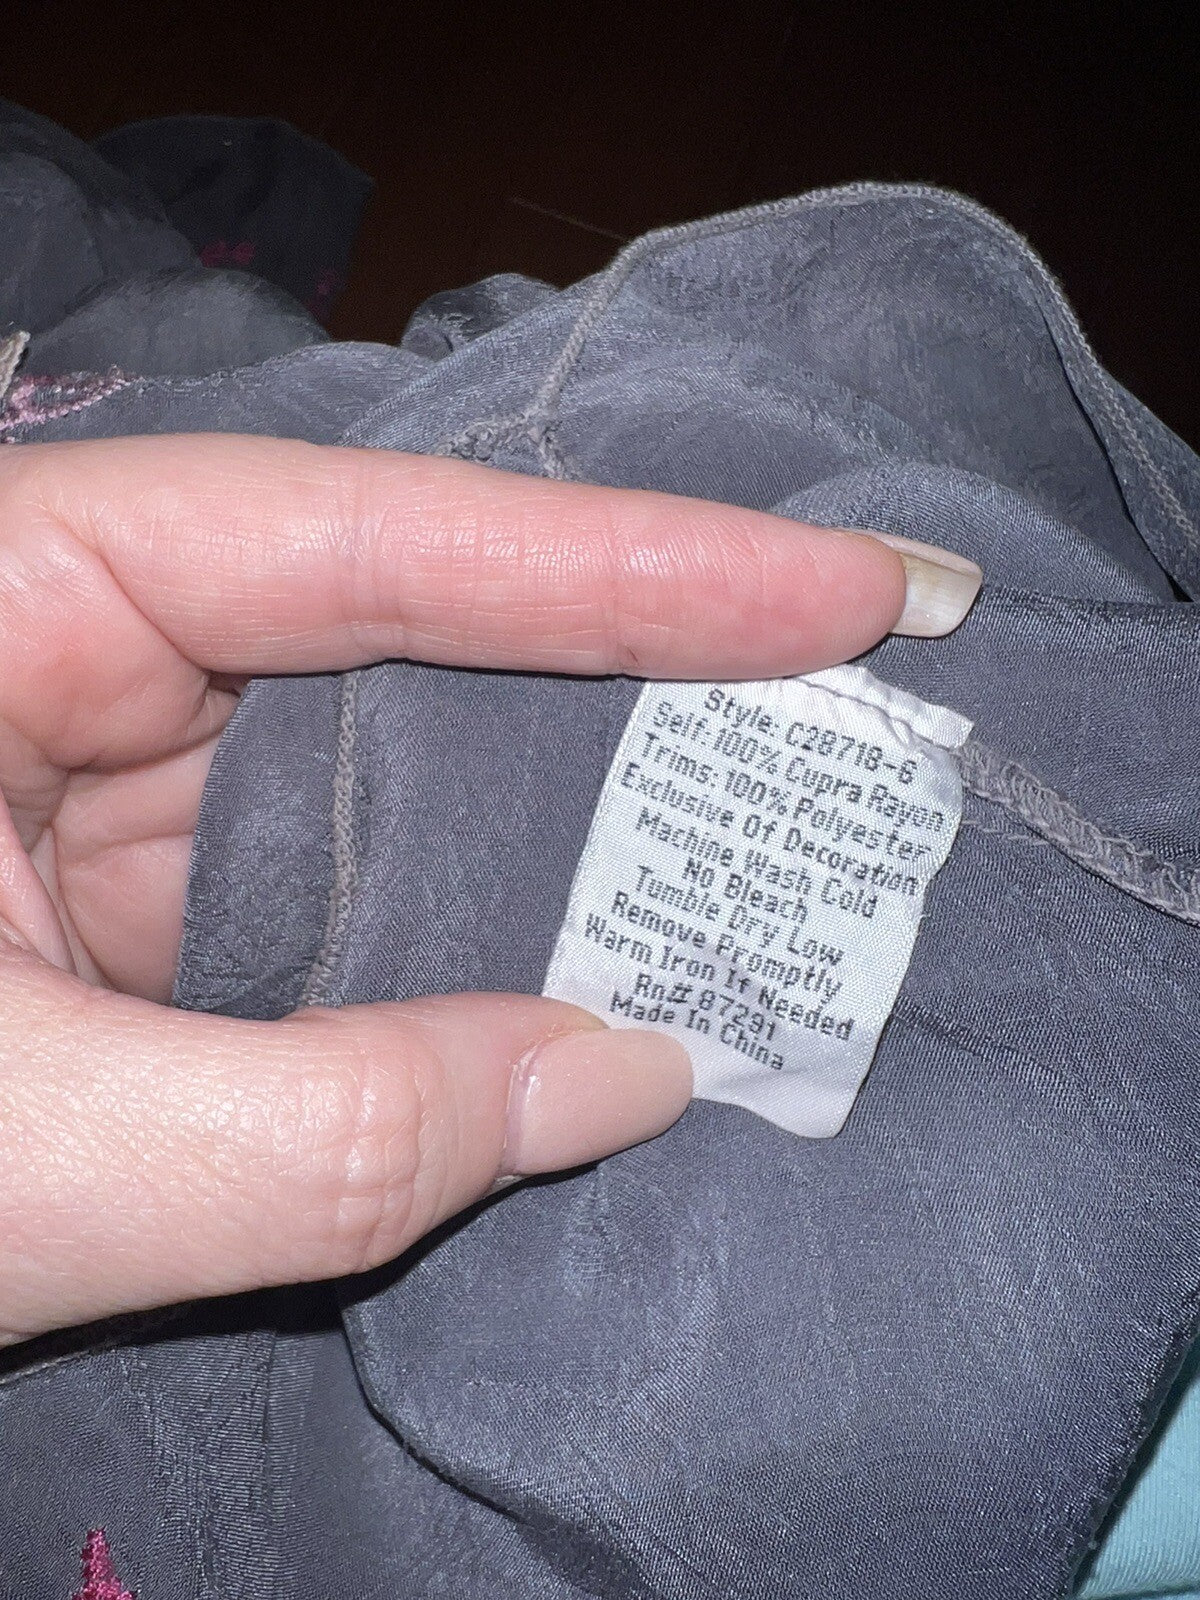 Style: C28718-6
Self: 100% Cupra Rayon
Trims: 100% Polyester
Exclusive Of Decoration
Machine Wash Cold
No Bleach
Tumble Dry Low
Remove Promptly
Warm Iron If Needed
Rn# 87291
Made In China